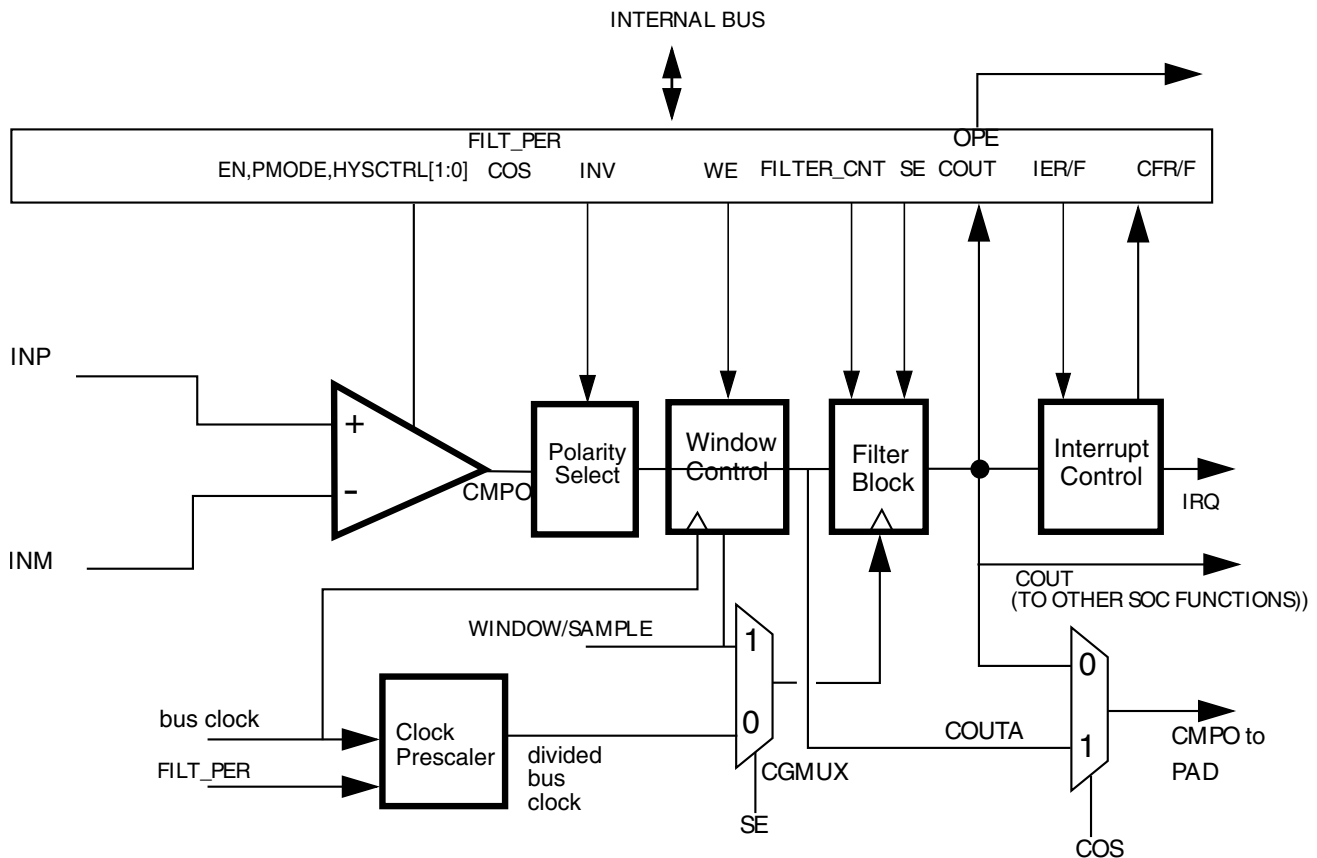 INTERNAL BUS
FILT_PER
OPE
EN,PMODE,HYSCTRL[1:0] COS INV WE FILTER_CNT SE COUT IER/F CFR/F
INP
+
-
INM
CMPO
Polarity
Select
Window
Control
Filter
Block
Interrupt
Control
IRQ
COUT
(TO OTHER SOC FUNCTIONS))
WINDOW/SAMPLE
1
0
CGMUX
SE
bus clock
FILT_PER
Clock
Prescaler
divided
bus
clock
COUTA
0
1
CMPO to
PAD
COS